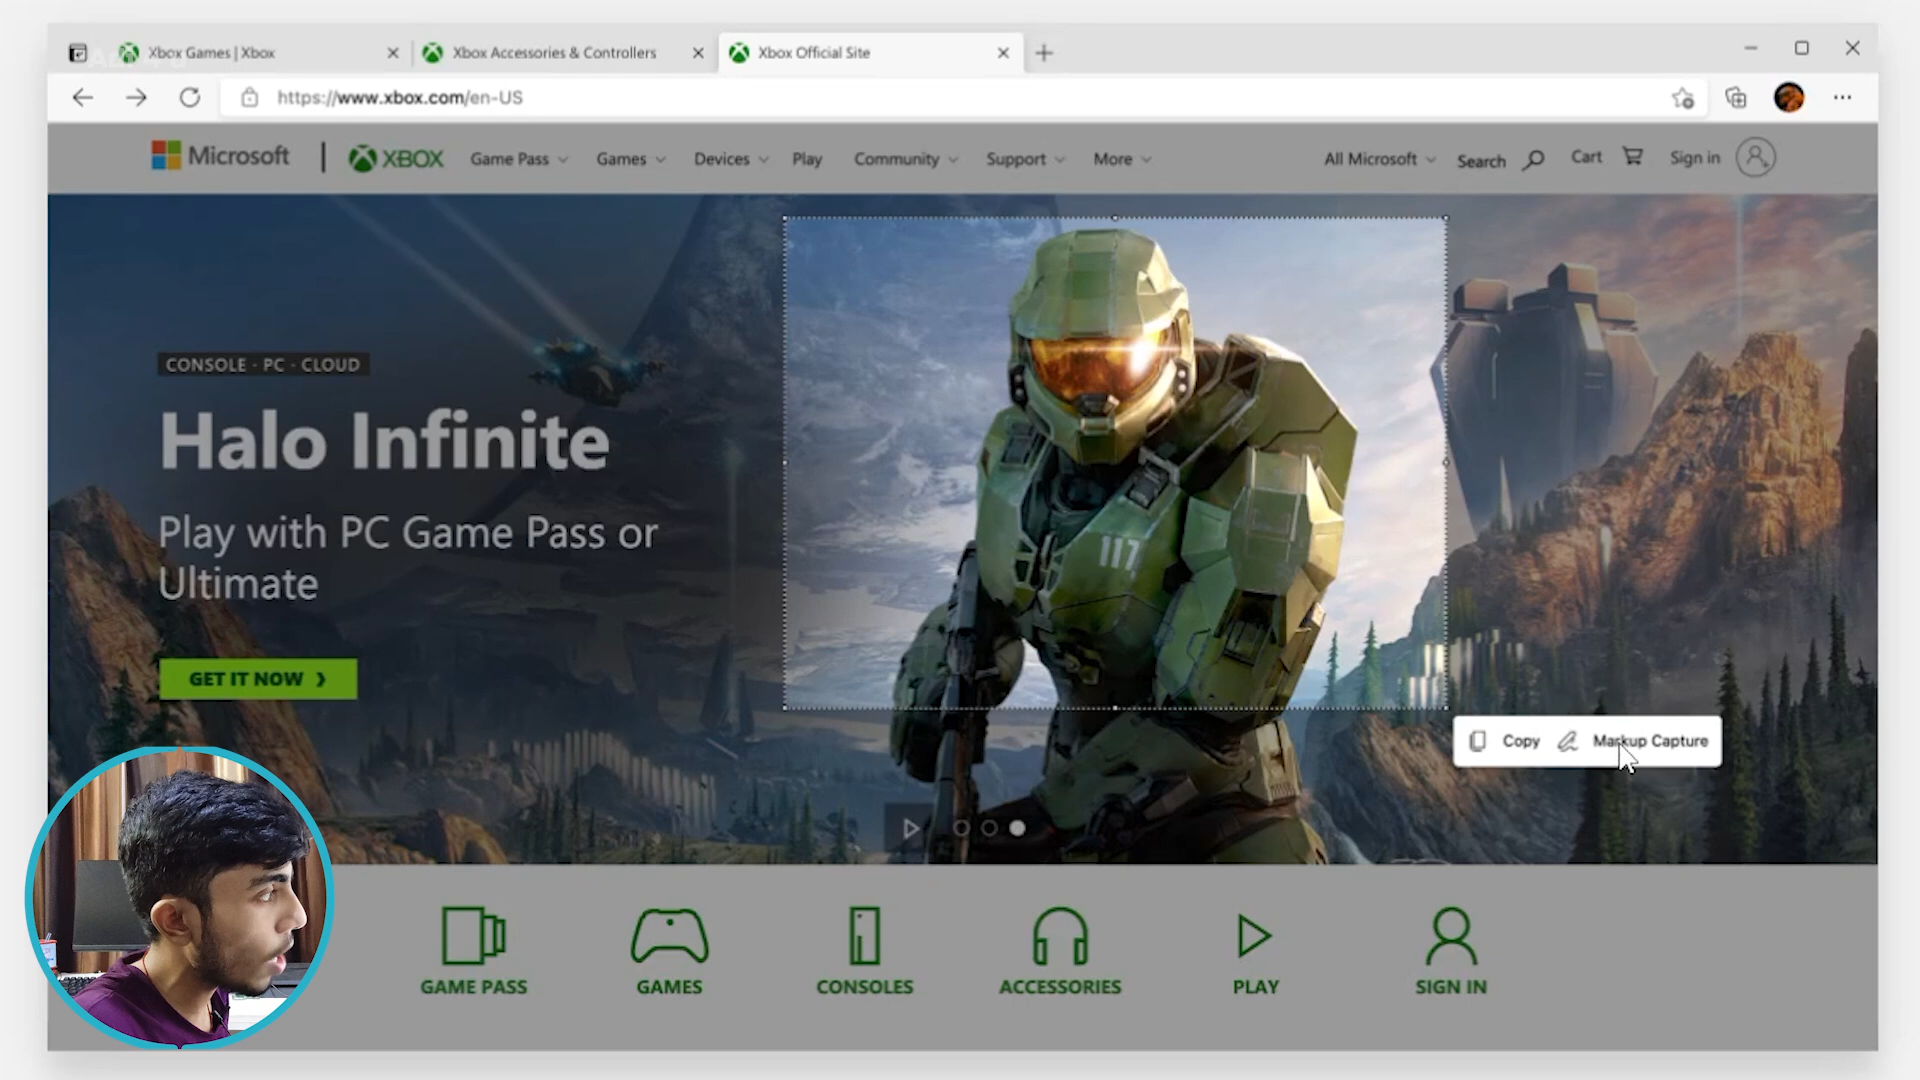 Xbox Games | Xbox
Xbox Accessories & Controllers
Xbox Official Site
https://www.xbox.com/en-US
Microsoft
XBOX
Game Pass
Games
Devices
Play
Community
Support
More
All Microsoft
Search
Cart
Sign in
CONSOLE - PC - CLOUD
Halo Infinite
Play with PC Game Pass or
Ultimate
GET IT NOW
117
Copy
Markup Capture
GAME PASS
GAMES
CONSOLES
ACCESSORIES
PLAY
SIGN IN